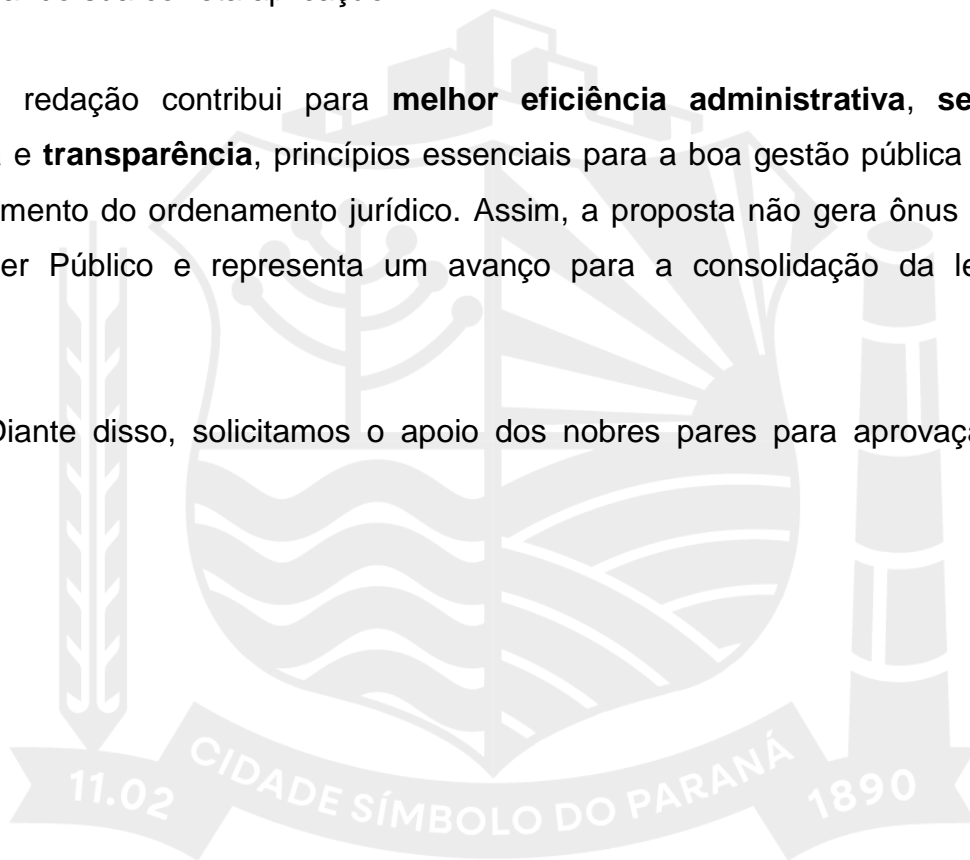 redação contribui para melhor eficiência administrativa, se
e transparência, princípios essenciais para a boa gestão pública
mento do ordenamento jurídico. Assim, a proposta não gera ônus
er Público e representa um avanço para a consolidação da le
Diante disso, solicitamos o apoio dos nobres pares para aprovaç
11.02 CIDADE SÍMBOLO DO PARANÁ 1890